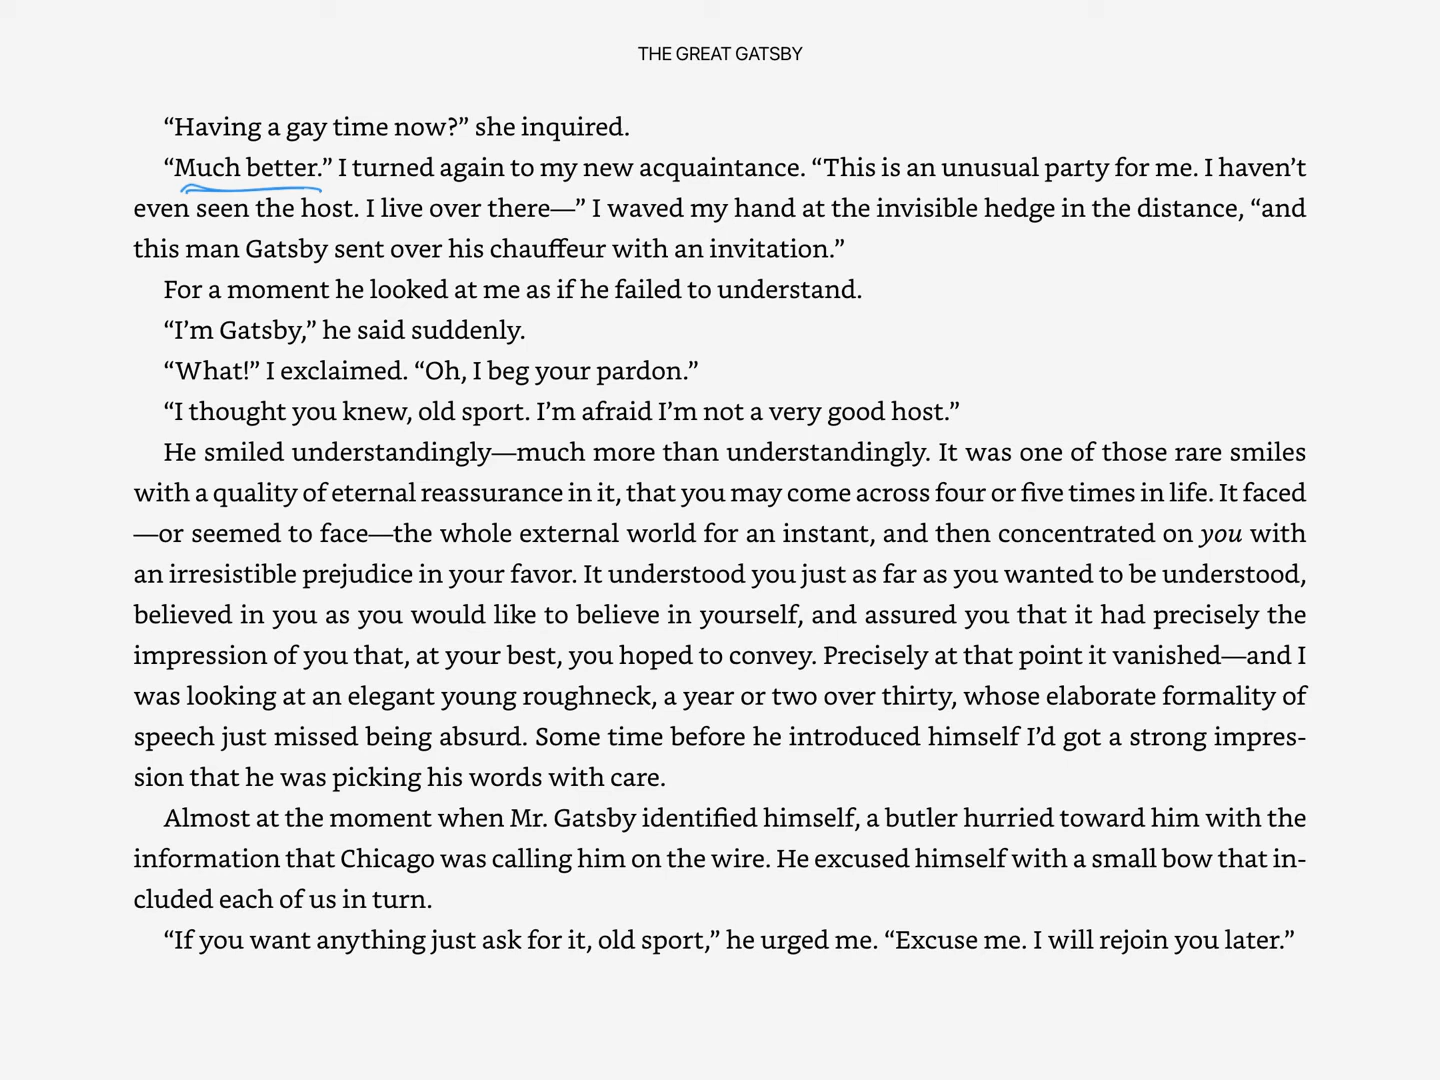 THE GREAT GATSBY
“Having a gay time now?” she inquired.
“Much better.” I turned again to my new acquaintance. “This is an unusual party for me. I haven’t
even seen the host. I live over there—” I waved my hand at the invisible hedge in the distance, “and
this man Gatsby sent over his chauffeur with an invitation.”
For a moment he looked at me as if he failed to understand.
“I’m Gatsby,” he said suddenly.
“What!” I exclaimed. “Oh, I beg your pardon.”
“I thought you knew, old sport. I’m afraid I’m not a very good host.”
He smiled understandingly—much more than understandingly. It was one of those rare smiles
with a quality of eternal reassurance in it, that you may come across four or five times in life. It faced
—or seemed to face—the whole external world for an instant, and then concentrated on you with
an irresistible prejudice in your favor. It understood you just as far as you wanted to be understood,
believed in you as you would like to believe in yourself, and assured you that it had precisely the
impression of you that, at your best, you hoped to convey. Precisely at that point it vanished—and I
was looking at an elegant young roughneck, a year or two over thirty, whose elaborate formality of
speech just missed being absurd. Some time before he introduced himself I’d got a strong impres-
sion that he was picking his words with care.
Almost at the moment when Mr. Gatsby identified himself, a butler hurried toward him with the
information that Chicago was calling him on the wire. He excused himself with a small bow that in-
cluded each of us in turn.
“If you want anything just ask for it, old sport,” he urged me. “Excuse me. I will rejoin you later.”